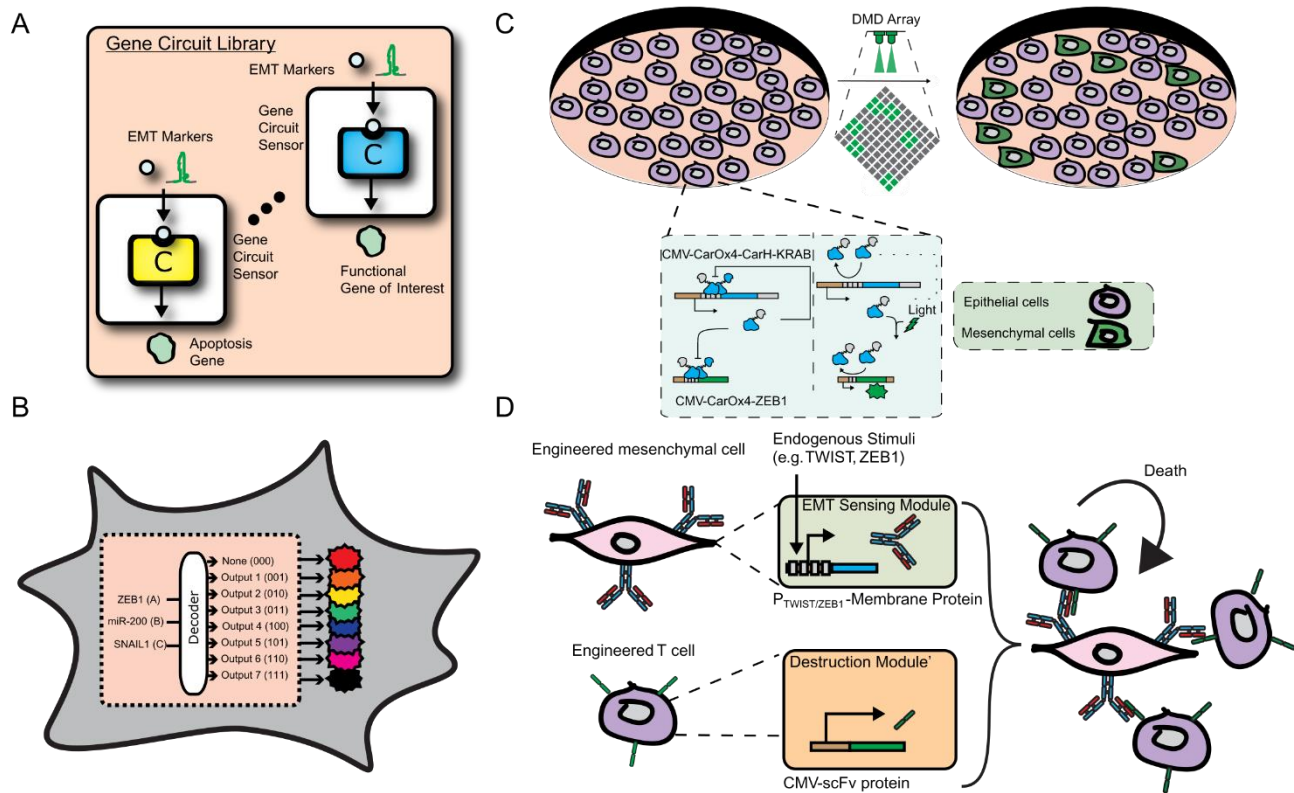 A
Gene Circuit Library
EMT Markers
Gene
Circuit
Sensor
C
Functional
Gene of Interest
EMT Markers
Gene
Circuit
Sensor
C
Apoptosis
Gene
B
ZEB1 (A)
miR-200 (B)
SNAIL1 (C)
Decoder
None (000)
Output 1 (001)
Output 2 (010)
Output 3 (011)
Output 4 (100)
Output 5 (101)
Output 6 (110)
Output 7 (111)
C
DMD Array
CMV-CarOx4-CarH-KRAB
Light
CMV-CarOx4-ZEB1
Epithelial cells
Mesenchymal cells
D
Engineered mesenchymal cell
Endogenous Stimuli
(e.g. TWIST, ZEB1)
EMT Sensing Module
PTWIST/ZEB1-Membrane Protein
Engineered T cell
Destruction Module'
CMV-scFv protein
Death